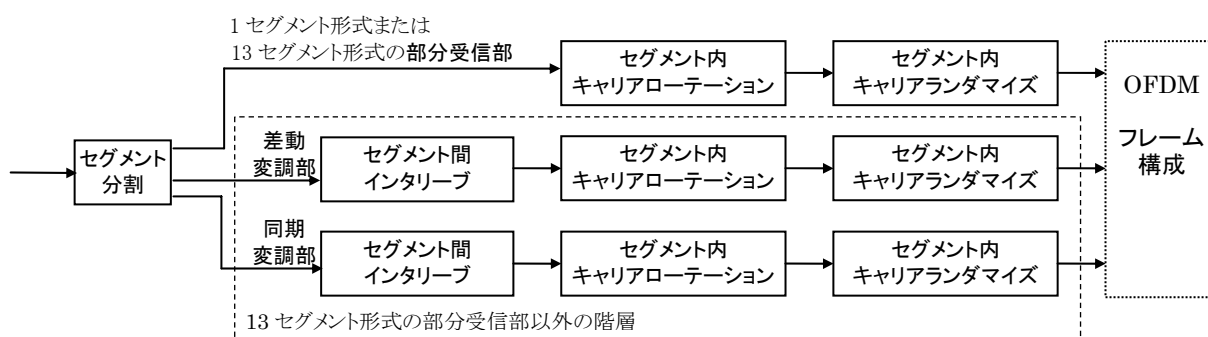 1 セグメント形式または
13 セグメント形式の部分受信部
セグメント内
キャリアローテーション
セグメント内
キャリアランダマイズ
OFDM
フレーム
構成
セグメント
分割
差動
変調部
セグメント間
インタリーブ
セグメント内
キャリアローテーション
セグメント内
キャリアランダマイズ
同期
変調部
セグメント間
インタリーブ
セグメント内
キャリアローテーション
セグメント内
キャリアランダマイズ
13 セグメント形式の部分受信部以外の階層